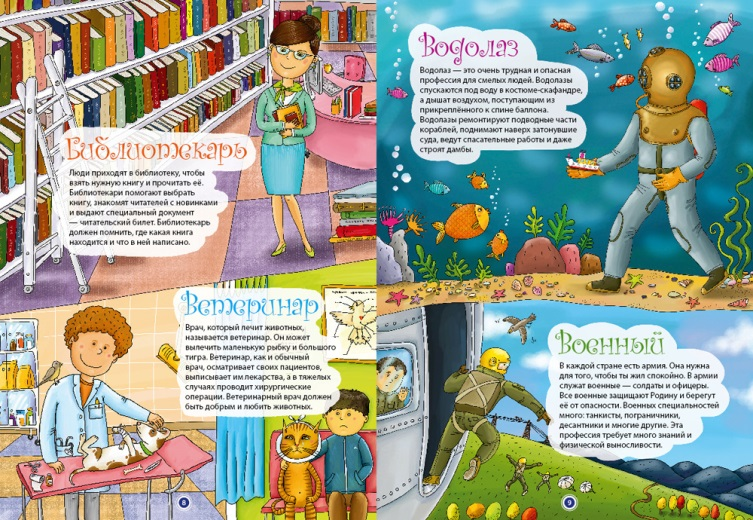 Библиотекарь
Люди приходят в библиотеку, чтобы
взять нужную книгу и прочитать её.
Библиотекари помогают выбрать
книгу, знакомят читателей с новинками
и выдают специальный документ
— читательский билет. Библиотекарь
должен помнить, где какая книга
находится и что в ней написано.
Ветеринар
Врач, который лечит животных,
называется ветеринар. Он может
вылечить маленькую рыбку и большого
тигра. Ветеринар, как и обычный
врач, осматривает своих пациентов,
выписывает им лекарства, а в тяжелых
случаях проводит хирургические
операции. Ветеринарный врач должен
быть добрым и любить животных.
8
Водолаз
Водолаз — это очень трудная и опасная
профессия для смелых людей. Водолазы
спускаются под воду в костюме-скафандре,
а дышат воздухом, поступающим из
прикреплённого к спине баллона.
Водолазы ремонтируют подводные части
кораблей, поднимают наверх затонувшие
суда, ведут спасательные работы и даже
строят дамбы.
Военный
В каждой стране есть армия. Она нужна
для того, чтобы ты жил спокойно. В армии
служат военные — солдаты и офицеры.
Все военные защищают Родину и берегут
её от опасности. Военных специальностей
много: танкисты, пограничники,
десантники и многие другие. Эта
профессия требует много знаний и
физической выносливости.
9